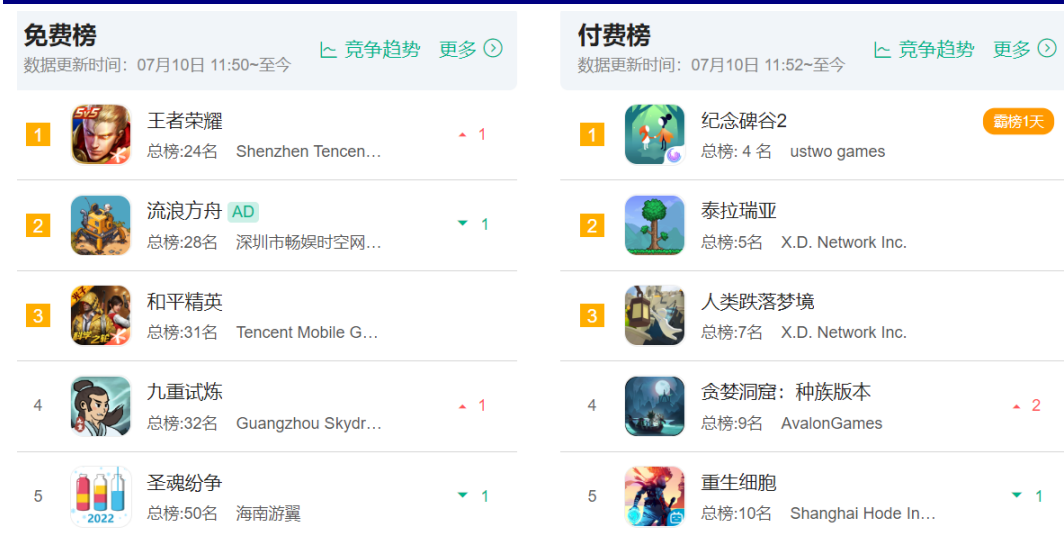 免费榜
竞争趋势 更多
数据更新时间：07月10日 11:50~至今
1 王者荣耀 1
总榜:24名 Shenzhen Tencen…
2 流浪方舟 AD 1
总榜:28名 深圳市畅娱时空网…
3 和平精英
总榜:31名 Tencent Mobile G…
4 九重试炼 1
总榜:32名 Guangzhou Skydr…
5 圣魂纷争 1
总榜:50名 海南游翼
5v5
2022
付费榜
竞争趋势 更多
数据更新时间：07月10日 11:52~至今
1 纪念碑谷2 霸榜1天
总榜: 4 名 ustwo games
2 泰拉瑞亚
总榜:5名 X.D. Network Inc.
3 人类跌落梦境
总榜:7名 X.D. Network Inc.
4 贪婪洞窟：种族版本 2
总榜:9名 AvalonGames
5 重生细胞 1
总榜:10名 Shanghai Hode In…